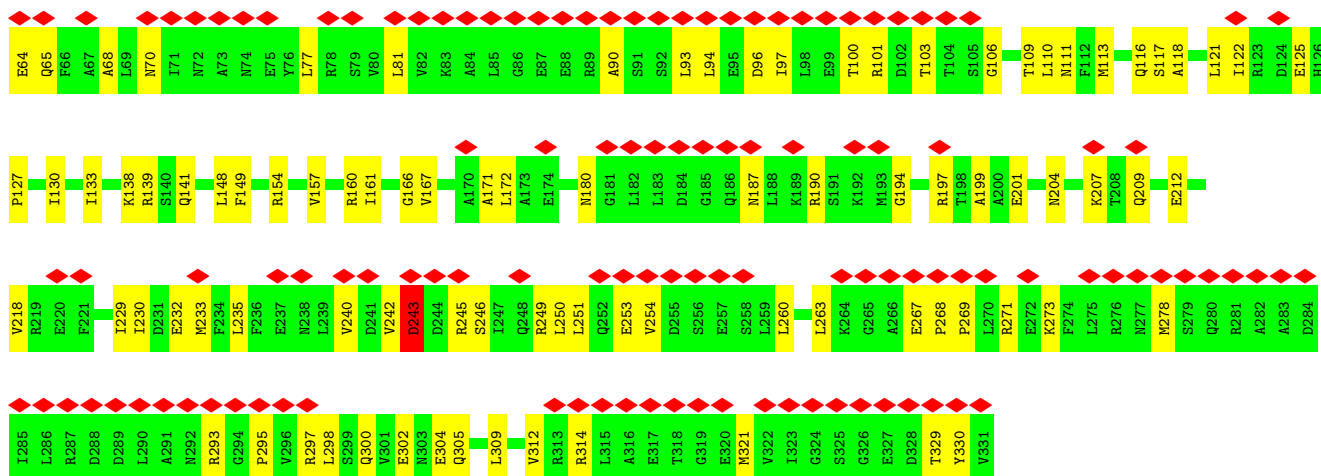 E64 Q65 F66 A67 A68 L69 N70 I71 N72 A73 N74 E75 Y76 L77 R78 S79 V80 L81 V82 K83 A84 L85 G86 E87 E88 R89 A90 S91 S92 L93 L94 E95 D96 I97 L98 E99 T100 R101 D102 T103 T104 S105 G106 T109 L110 N111 F112 M113 Q116 S117 A118 L121 I122 R123 D124 E125 H126
P127 I130 I133 K138 R139 S140 Q141 L148 F149 R154 V157 R160 I161 G166 V167 A170 A171 L172 A173 E174 N180 G181 L182 L183 D184 G185 Q186 N187 L188 K189 R190 S191 K192 M193 G194 R197 T198 A199 A200 E201 N204 K207 T208 Q209 E212
V218 R219 E220 F221 I229 I230 D231 E232 M233 F234 L235 F236 E237 N238 L239 V240 D241 V242 D243 D244 R245 S246 I247 Q248 R249 L250 L251 Q252 E253 V254 D255 S256 E257 S258 L259 L260 L263 K264 G265 A266 E267 P268 P269 L270 R271 E272 K273 F274 L275 R276 N277 M278 S279 Q280 R281 A282 A283 D284
I285 L286 R287 D288 D289 L290 A291 N292 R293 G294 P295 V296 R297 L298 S299 Q300 V301 E302 N303 E304 Q305 L309 V312 R313 R314 L315 A316 E317 T318 G319 E320 M321 V322 I323 G324 S325 G326 E327 D328 T329 Y330 V331